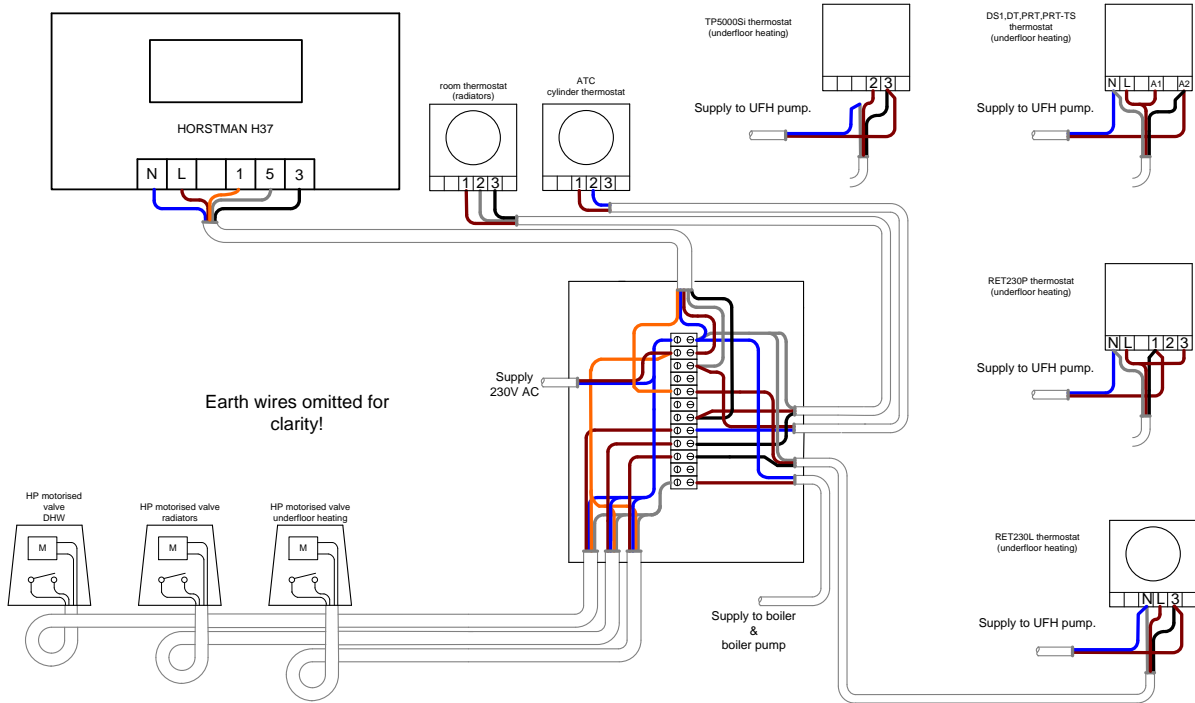 TP5000Si thermostat
(underfloor heating)
2 3
Supply to UFH pump.
DS1,DT,PRT,PRT-TS
thermostat
(underfloor heating)
N L A1 A2
Supply to UFH pump.
HORSTMAN H37
N L 1 5 3
room thermostat
(radiators)
1 2 3
ATC
cylinder thermostat
1 2 3
RET230P thermostat
(underfloor heating)
N L 1 2 3
Supply to UFH pump.
Supply
230V AC
Earth wires omitted for
clarity!
HP motorised
valve
DHW
M
HP motorised valve
radiators
M
HP motorised valve
underfloor heating
M
Supply to boiler
&
boiler pump
RET230L thermostat
(underfloor heating)
N L 3
Supply to UFH pump.